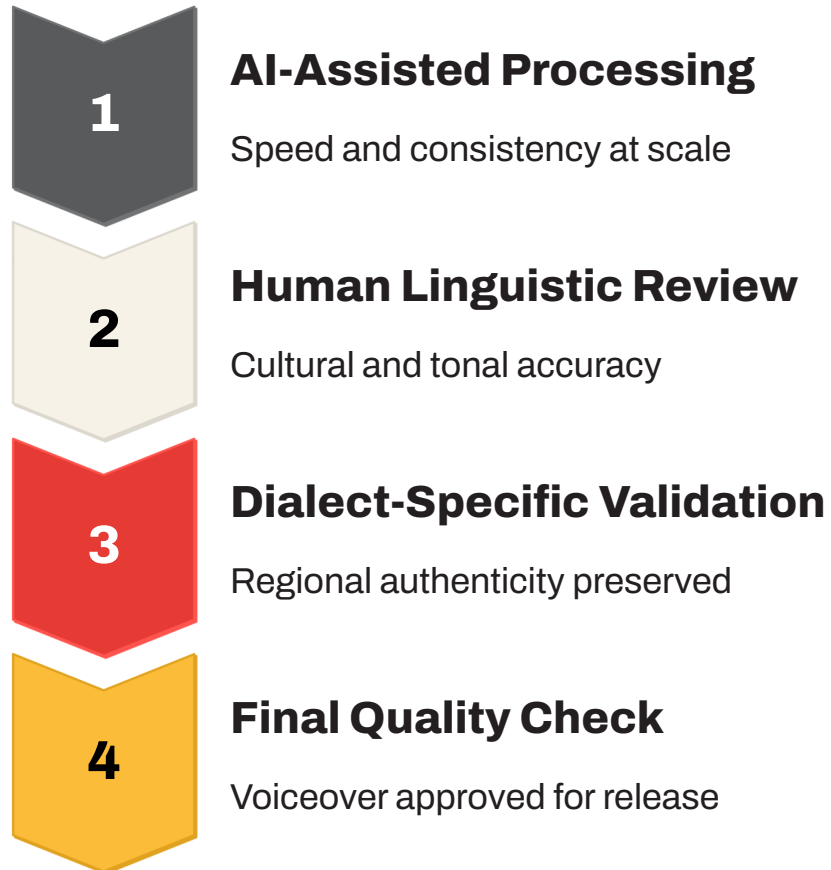 1
AI-Assisted Processing
Speed and consistency at scale
2
Human Linguistic Review
Cultural and tonal accuracy
3
Dialect-Specific Validation
Regional authenticity preserved
4
Final Quality Check
Voiceover approved for release